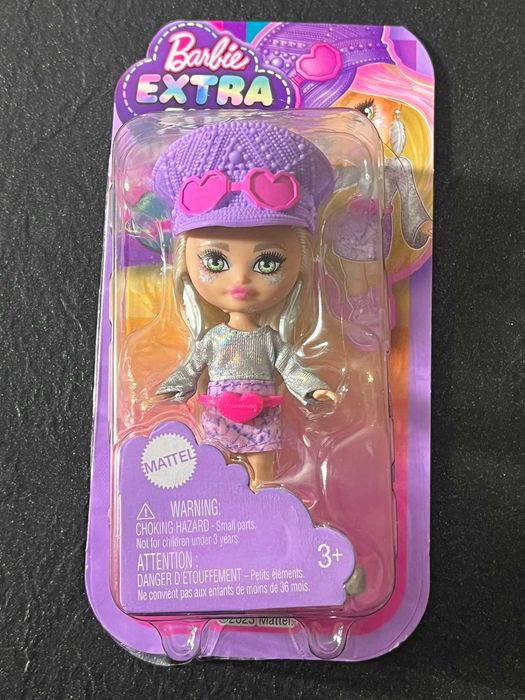 Barbie
EXTRA
MATTEL
WARNING:
CHOKING HAZARD - Small parts.
Not for children under 3 years.
ATTENTION :
DANGER D'ÉTOUFFEMENT – Petits éléments.
Ne convient pas aux enfants de moins de 36 mois.
3+
©2023 Mattel.